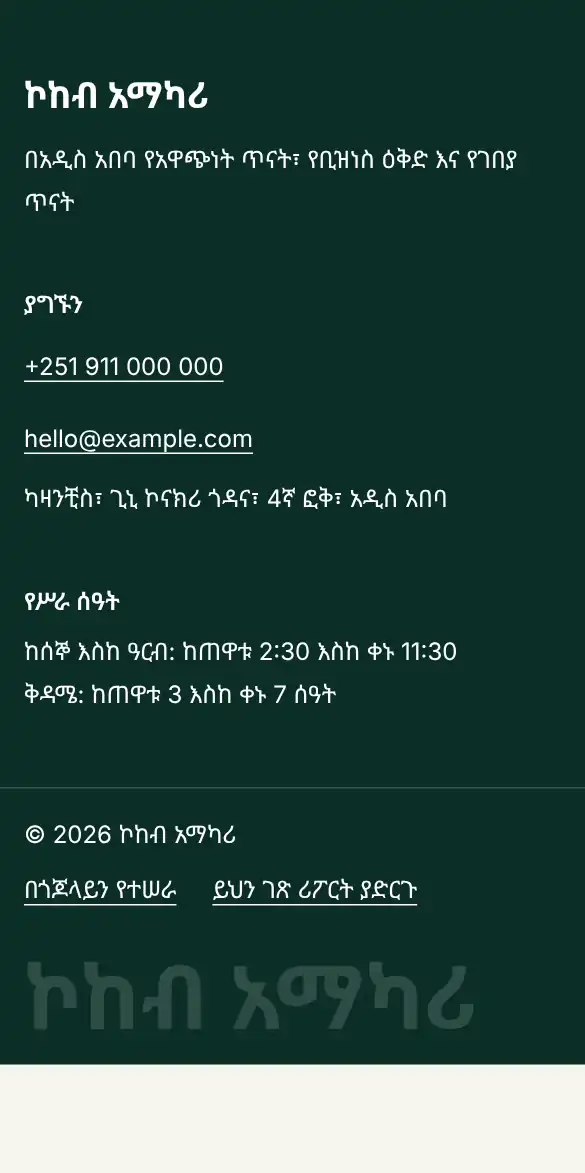 ኮከብ አማካሪ
በአዲስ አበባ የአዋጭነት ጥናት፣ የቢዝነስ ዕቅድ እና የገበያ
ጥናት
ያግኙን
+251 911 000 000
hello@example.com
ካዛንቺስ፣ ጊኒ ኮናክሪ ጎዳና፣ 4ኛ ፎቅ፣ አዲስ አበባ
የሥራ ሰዓት
ከሰኞ እስከ ዓርብ: ከጠዋቱ 2:30 እስከ ቀኑ 11:30
ቅዳሜ: ከጠዋቱ 3 እስከ ቀኑ 7 ሰዓት
© 2026 ኮከብ አማካሪ
በጎጆላይን የተሠራ ይህን ገጽ ሪፖርት ያድርጉ
ኮከብ አማካሪ